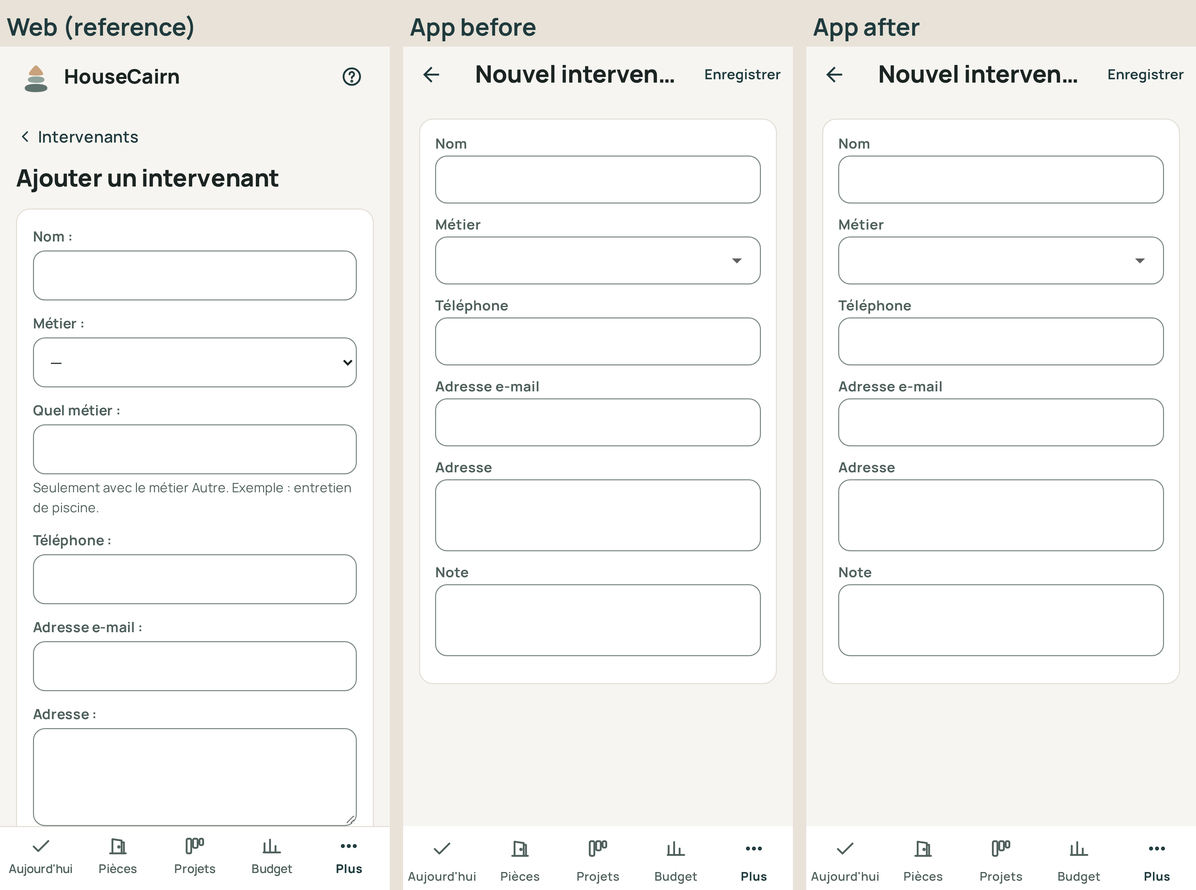 Web (reference)
HouseCairn
Intervenants
Ajouter un intervenant
Nom :
Métier :
—
Quel métier :
Seulement avec le métier Autre. Exemple : entretien
de piscine.
Téléphone :
Adresse e-mail :
Adresse :
Aujourd'hui
Pièces
Projets
Budget
Plus
App before
Nouvel interven...
Enregistrer
Nom
Métier
Téléphone
Adresse e-mail
Adresse
Note
Aujourd'hui
Pièces
Projets
Budget
Plus
App after
Nouvel interven...
Enregistrer
Nom
Métier
Téléphone
Adresse e-mail
Adresse
Note
Aujourd'hui
Pièces
Projets
Budget
Plus